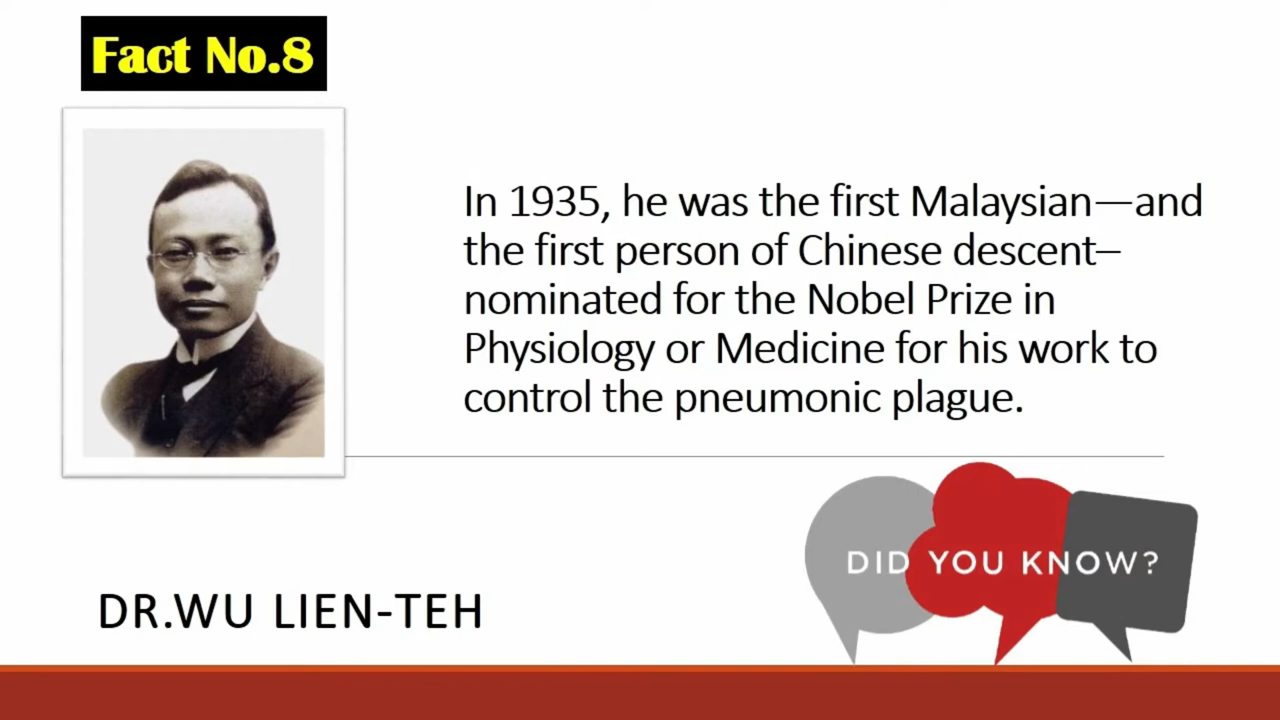 Fact No.8
In 1935, he was the first Malaysian—and
the first person of Chinese descent–
nominated for the Nobel Prize in
Physiology or Medicine for his work to
control the pneumonic plague.
DID YOU KNOW?
DR.WU LIEN-TEH